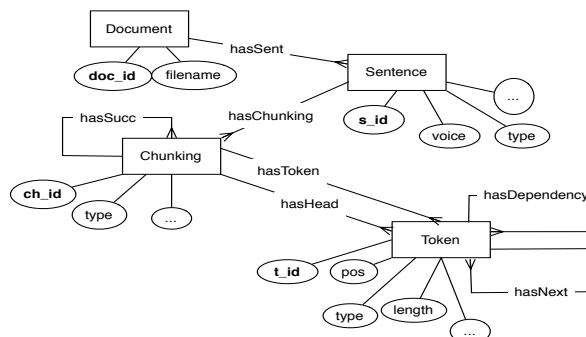 Document
hasSent
doc_id
filename
Sentence
...
hasChunking
s_id
voice
type
hasSucc
Chunking
hasToken
ch_id
type
...
hasHead
hasDependency
Token
t_id
pos
type
length
hasNext
...